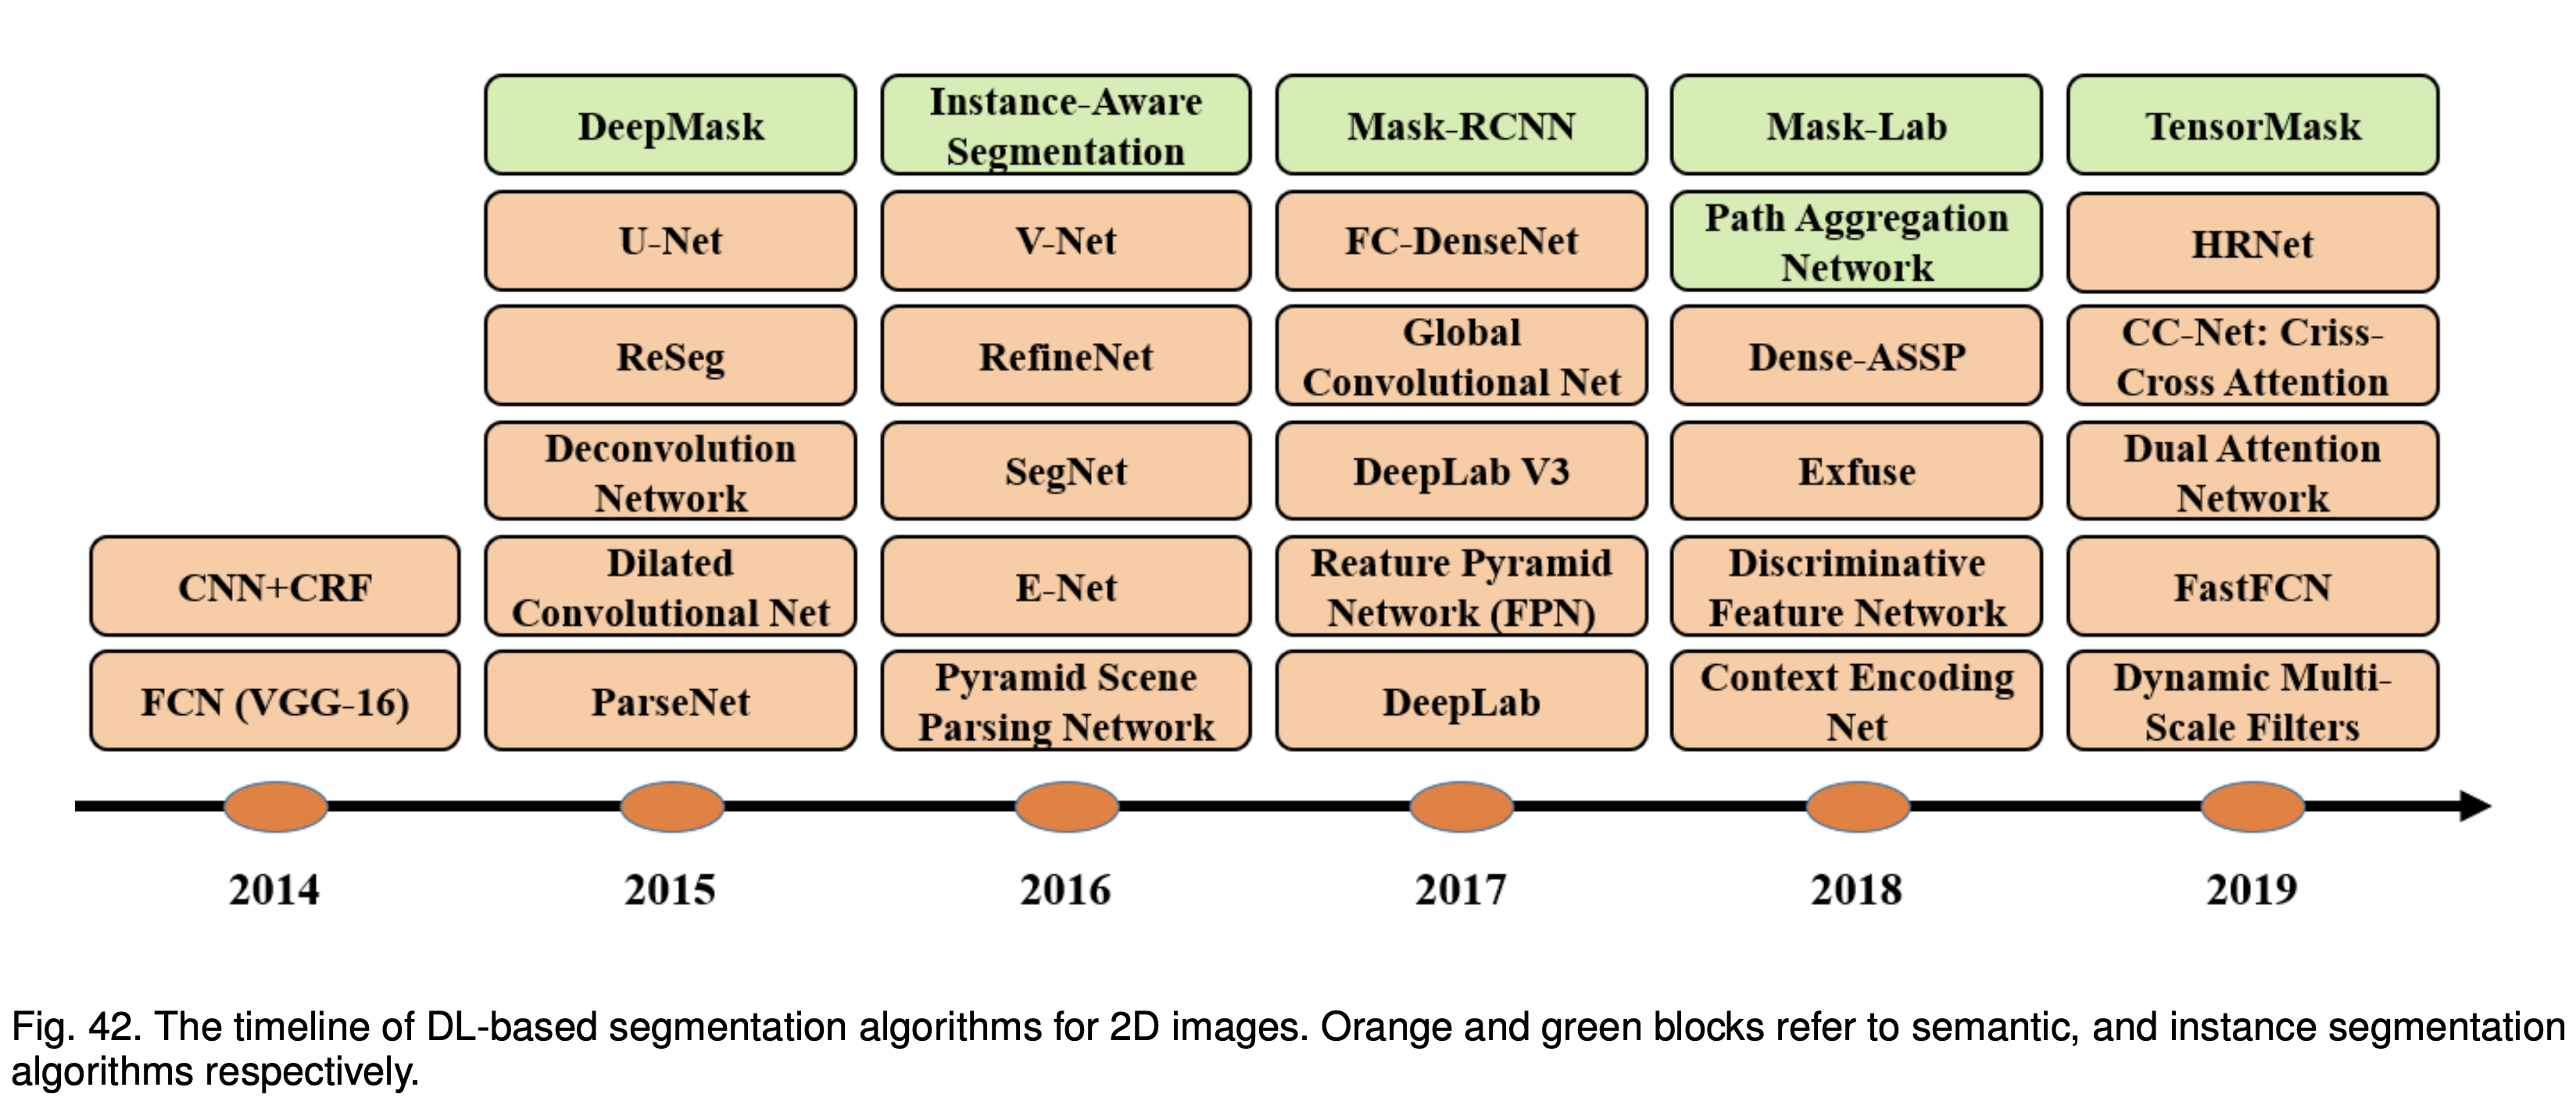 DeepMask
U-Net
ReSeg
Deconvolution
Network
Dilated
Convolutional Net
ParseNet
CNN+CRF
FCN (VGG-16)
Instance-Aware
Segmentation
V-Net
RefineNet
SegNet
E-Net
Pyramid Scene
Parsing Network
Mask-RCNN
FC-DenseNet
Global
Convolutional Net
DeepLab V3
Reature Pyramid
Network (FPN)
DeepLab
Mask-Lab
Path Aggregation
Network
Dense-ASSP
Exfuse
Discriminative
Feature Network
Context Encoding
Net
TensorMask
HRNet
CC-Net: Criss-
Cross Attention
Dual Attention
Network
FastFCN
Dynamic Multi-
Scale Filters
2014
2015
2016
2017
2018
2019
Fig. 42. The timeline of DL-based segmentation algorithms for 2D images. Orange and green blocks refer to semantic, and instance segmentation
algorithms respectively.